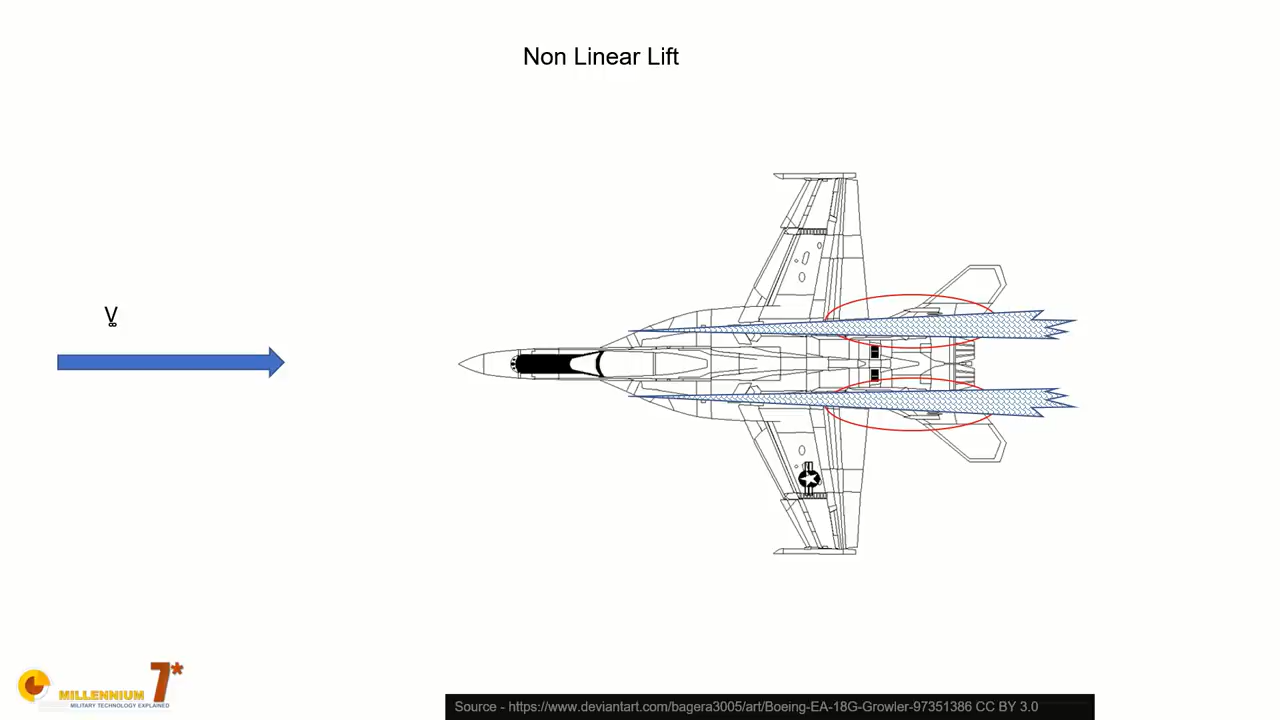 Non Linear Lift
V∞
MILLENNIUM 7*
MILITARY TECHNOLOGY EXPLAINED
Source - https://www.deviantart.com/bagera3005/art/Boeing-EA-18G-Growler-97351386 CC BY 3.0